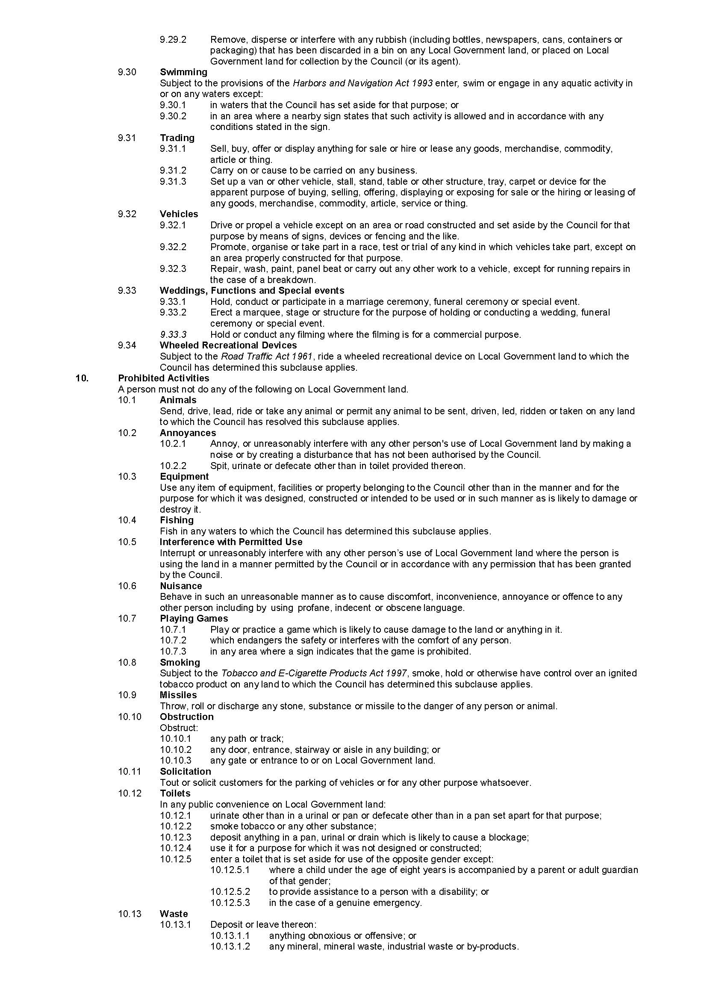 9.29.2 Remove, disperse or interfere with any rubbish (including bottles, newspapers, cans, containers or
packaging) that has been discarded in a bin on any Local Government land, or placed on Local
Government land for collection by the Council (or its agent).
9.30 Swimming
Subject to the provisions of the Harbors and Navigation Act 1993 enter, swim or engage in any aquatic activity in
or on any waters except:
9.30.1 in waters that the Council has set aside for that purpose; or
9.30.2 in an area where a nearby sign states that such activity is allowed and in accordance with any
conditions stated in the sign.
9.31 Trading
9.31.1 Sell, buy, offer or display anything for sale or hire or lease any goods, merchandise, commodity,
article or thing.
9.31.2 Carry on or cause to be carried on any business.
9.31.3 Set up a van or other vehicle, stall, stand, table or other structure, tray, carpet or device for the
apparent purpose of buying, selling, offering, displaying or exposing for sale or the hiring or leasing of
any goods, merchandise, commodity, article, service or thing.
9.32 Vehicles
9.32.1 Drive or propel a vehicle except on an area or road constructed and set aside by the Council for that
purpose by means of signs, devices or fencing and the like.
9.32.2 Promote, organise or take part in a race, test or trial of any kind in which vehicles take part, except on
an area properly constructed for that purpose.
9.32.3 Repair, wash, paint, panel beat or carry out any other work to a vehicle, except for running repairs in
the case of a breakdown.
9.33 Weddings, Functions and Special events
9.33.1 Hold, conduct or participate in a marriage ceremony, funeral ceremony or special event.
9.33.2 Erect a marquee, stage or structure for the purpose of holding or conducting a wedding, funeral
ceremony or special event.
9.33.3 Hold or conduct any filming where the filming is for a commercial purpose.
9.34 Wheeled Recreational Devices
Subject to the Road Traffic Act 1961, ride a wheeled recreational device on Local Government land to which the
Council has determined this subclause applies.
10. Prohibited Activities
A person must not do any of the following on Local Government land.
10.1 Animals
Send, drive, lead, ride or take any animal or permit any animal to be sent, driven, led, ridden or taken on any land
to which the Council has resolved this subclause applies.
10.2 Annoyances
10.2.1 Annoy, or unreasonably interfere with any other person's use of Local Government land by making a
noise or by creating a disturbance that has not been authorised by the Council.
10.2.2 Spit, urinate or defecate other than in toilet provided thereon.
10.3 Equipment
Use any item of equipment, facilities or property belonging to the Council other than in the manner and for the
purpose for which it was designed, constructed or intended to be used or in such manner as is likely to damage or
destroy it.
10.4 Fishing
Fish in any waters to which the Council has determined this subclause applies.
10.5 Interference with Permitted Use
Interrupt or unreasonably interfere with any other person’s use of Local Government land where the person is
using the land in a manner permitted by the Council or in accordance with any permission that has been granted
by the Council.
10.6 Nuisance
Behave in such an unreasonable manner as to cause discomfort, inconvenience, annoyance or offence to any
other person including by using profane, indecent or obscene language.
10.7 Playing Games
10.7.1 Play or practice a game which is likely to cause damage to the land or anything in it.
10.7.2 which endangers the safety or interferes with the comfort of any person.
10.7.3 in any area where a sign indicates that the game is prohibited.
10.8 Smoking
Subject to the Tobacco and E-Cigarette Products Act 1997, smoke, hold or otherwise have control over an ignited
tobacco product on any land to which the Council has determined this subclause applies.
10.9 Missiles
Throw, roll or discharge any stone, substance or missile to the danger of any person or animal.
10.10 Obstruction
Obstruct:
10.10.1 any path or track;
10.10.2 any door, entrance, stairway or aisle in any building; or
10.10.3 any gate or entrance to or on Local Government land.
10.11 Solicitation
Tout or solicit customers for the parking of vehicles or for any other purpose whatsoever.
10.12 Toilets
In any public convenience on Local Government land:
10.12.1 urinate other than in a urinal or pan or defecate other than in a pan set apart for that purpose;
10.12.2 smoke tobacco or any other substance;
10.12.3 deposit anything in a pan, urinal or drain which is likely to cause a blockage;
10.12.4 use it for a purpose for which it was not designed or constructed;
10.12.5 enter a toilet that is set aside for use of the opposite gender except:
10.12.5.1 where a child under the age of eight years is accompanied by a parent or adult guardian
of that gender;
10.12.5.2 to provide assistance to a person with a disability; or
10.12.5.3 in the case of a genuine emergency.
10.13 Waste
10.13.1 Deposit or leave thereon:
10.13.1.1 anything obnoxious or offensive; or
10.13.1.2 any mineral, mineral waste, industrial waste or by-products.